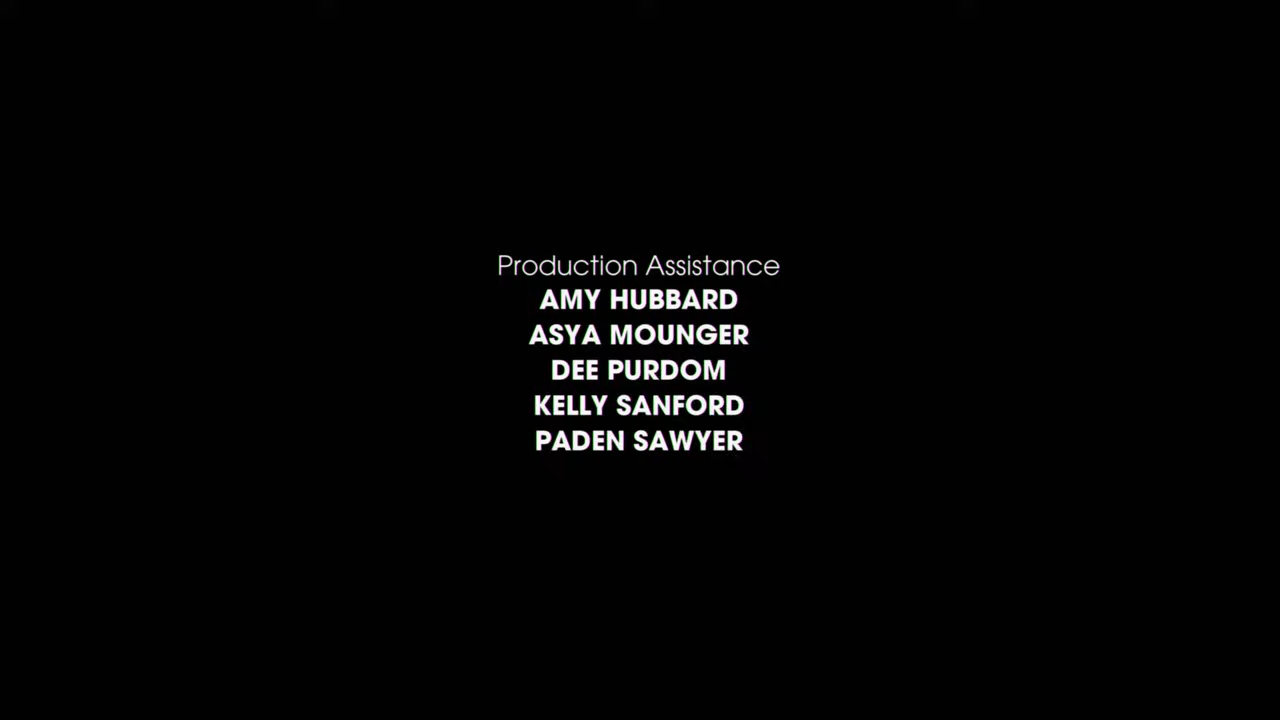 Production Assistance
AMY HUBBARD
ASYA MOUNGER
DEE PURDOM
KELLY SANFORD
PADEN SAWYER